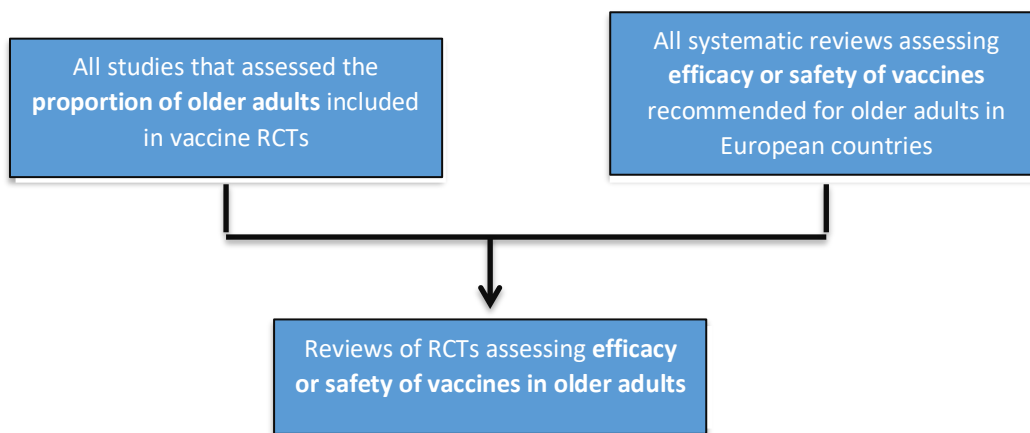 All studies that assessed the
proportion of older adults included
in vaccine RCTs
All systematic reviews assessing
efficacy or safety of vaccines
recommended for older adults in
European countries
Reviews of RCTs assessing efficacy
or safety of vaccines in older adults